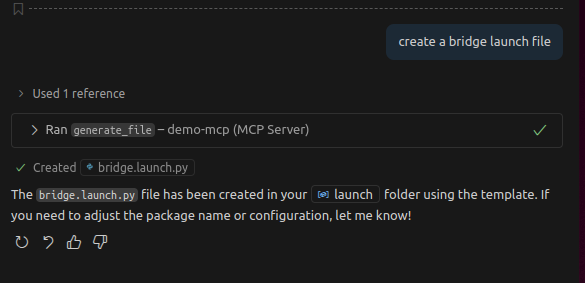 create a bridge launch file
Used 1 reference
Ran generate_file – demo-mcp (MCP Server)
Created bridge.launch.py
The bridge.launch.py file has been created in your launch folder using the template. If
you need to adjust the package name or configuration, let me know!